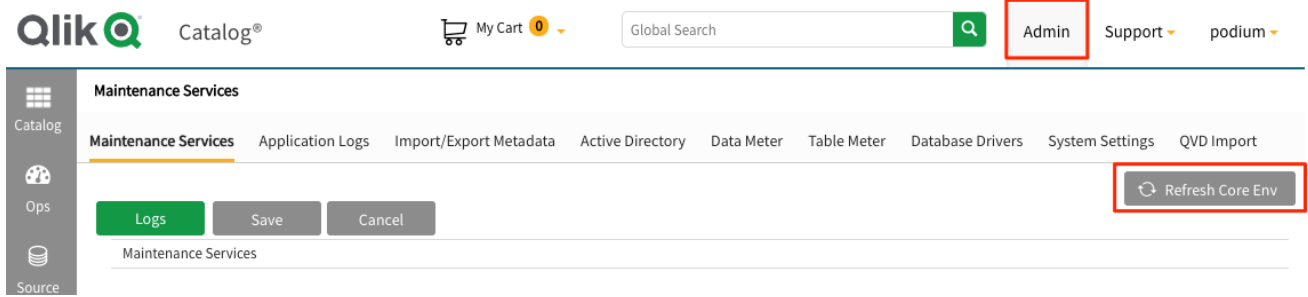 Qlik Q Catalog® My Cart 0 Global Search Admin Support podium
Catalog
Ops
Source
Maintenance Services
Maintenance Services Application Logs Import/Export Metadata Active Directory Data Meter Table Meter Database Drivers System Settings QVD Import
Refresh Core Env
Logs Save Cancel
Maintenance Services